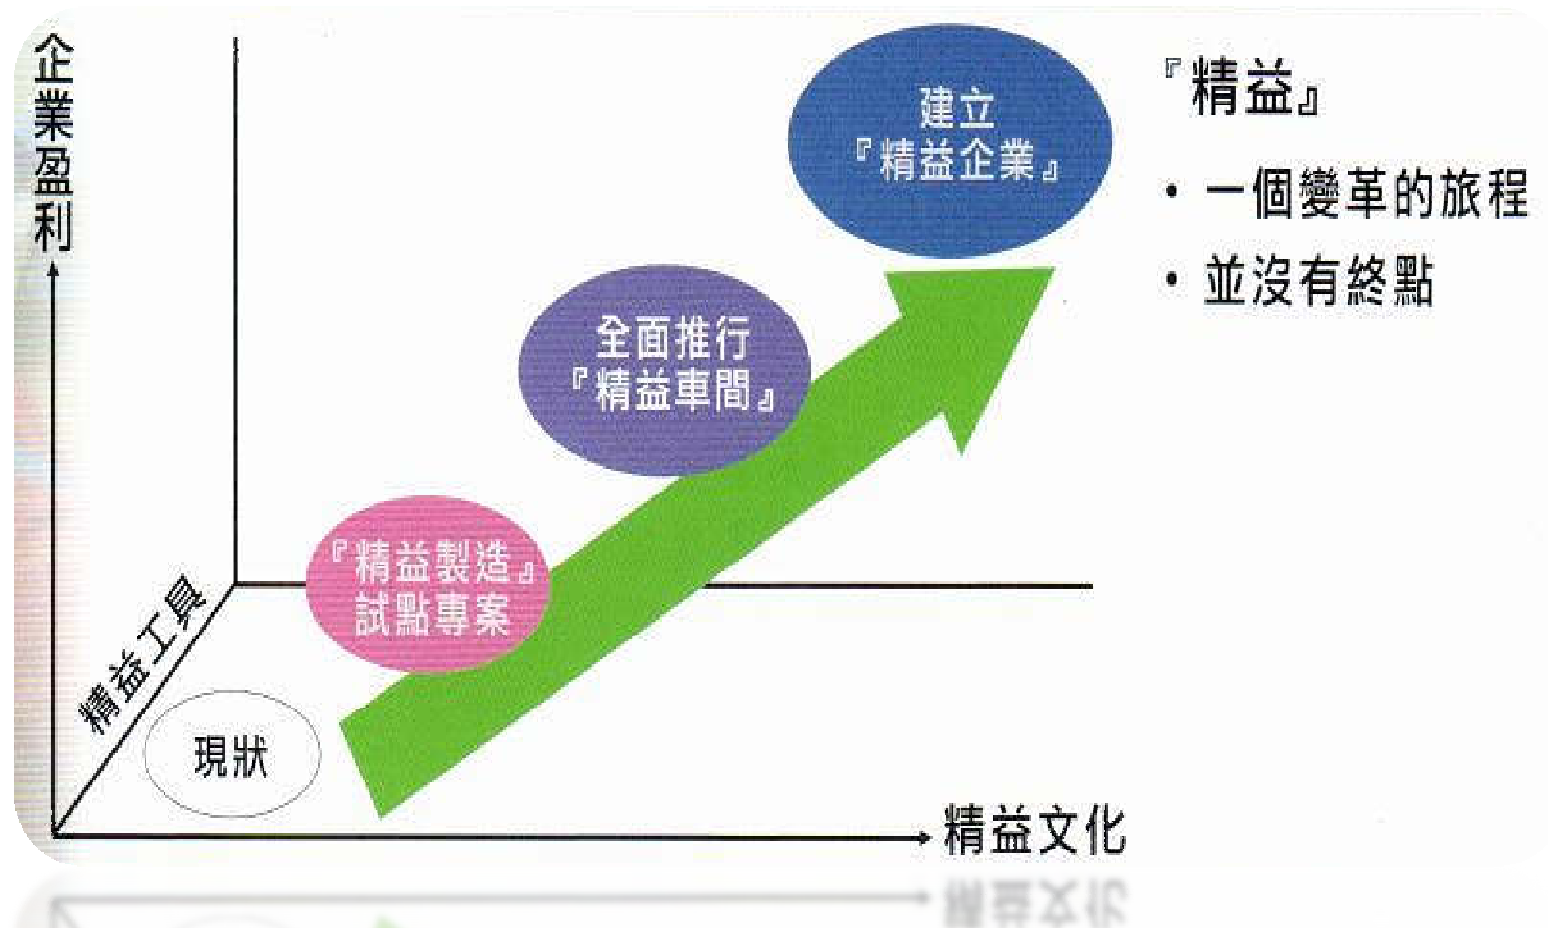 企業盈利
建立
『精益企業』
『精益』
• 一個變革的旅程
• 並沒有終點
全面推行
『精益車間』
『精益製造』
試點專案
精益工具
現狀
精益文化